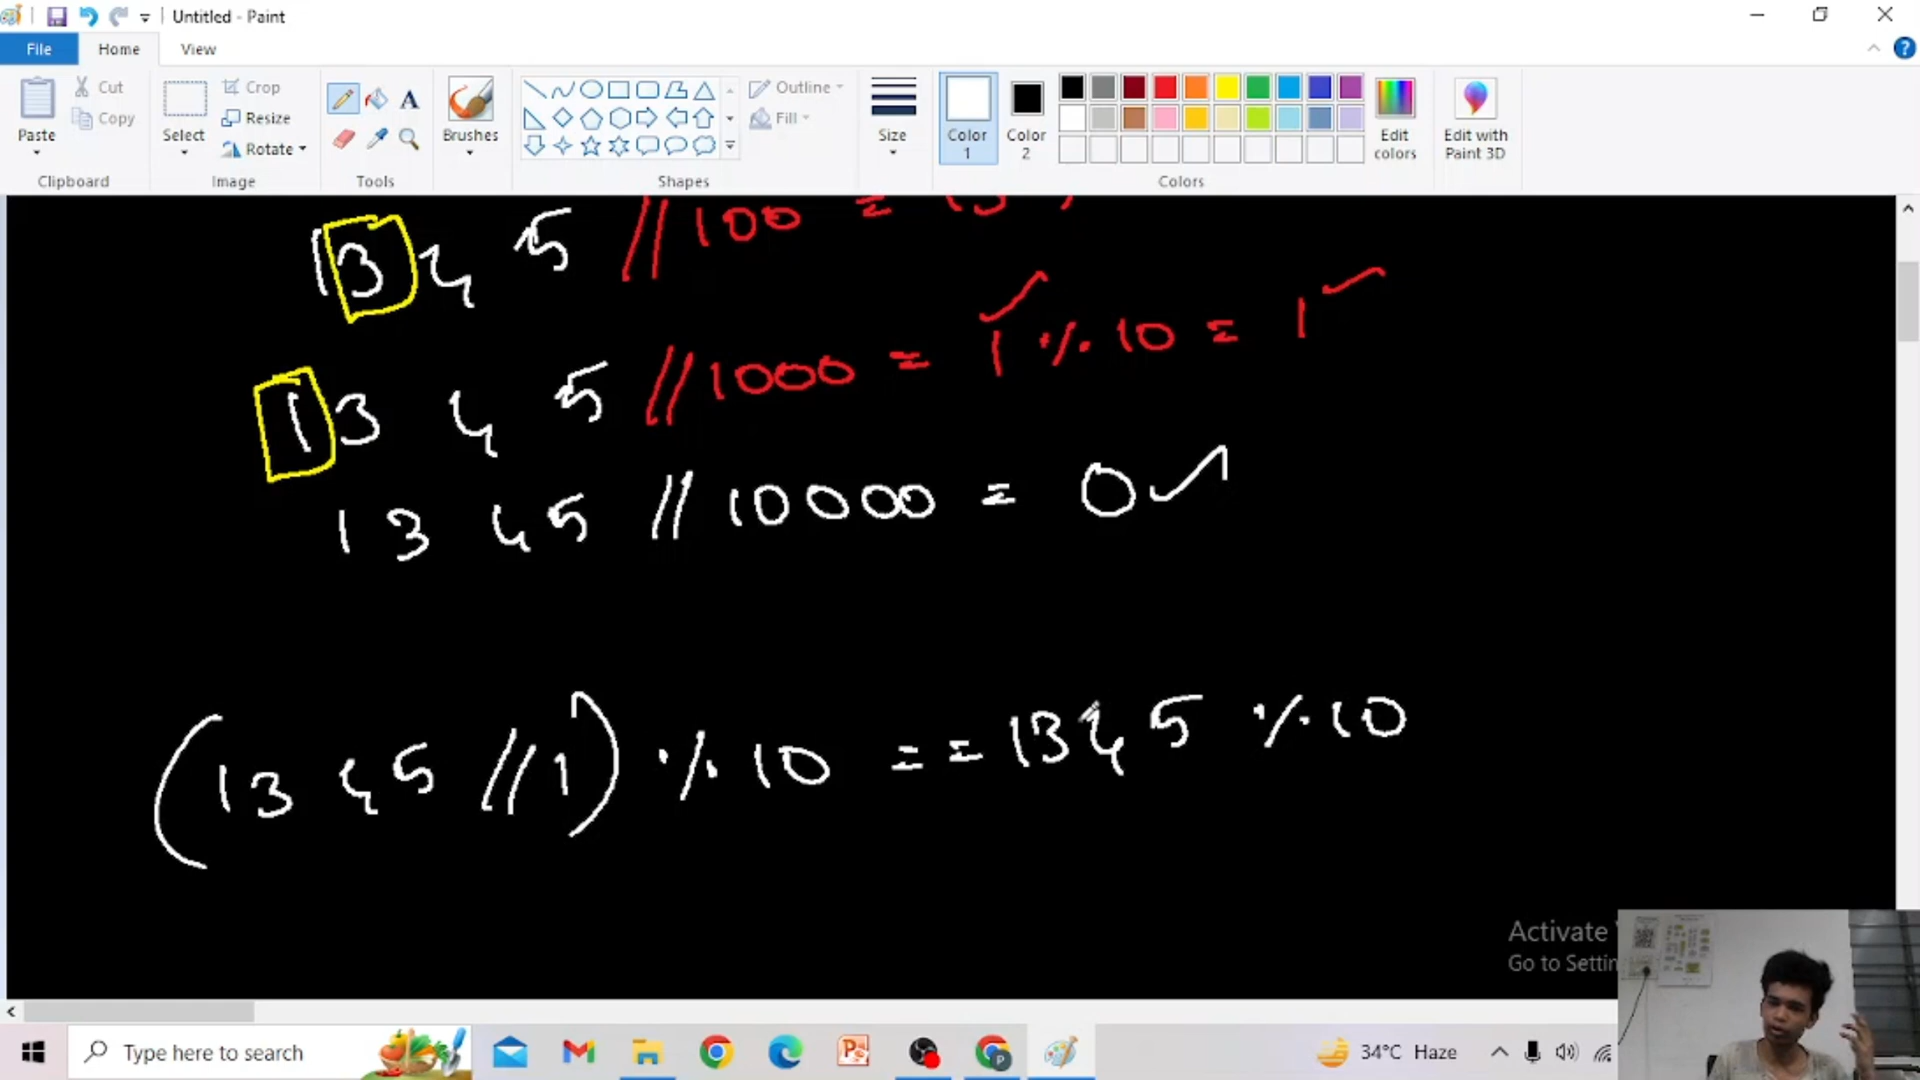 Untitled - Paint
File Home View
Paste Cut Copy Clipboard
Select Crop Resize Rotate Image
Tools
Brushes
Outline Fill Shapes
Size
Color 1 Color 2 Edit colors Colors
Edit with Paint 3D
1345 // 100 =
1345 // 1000 = 1 % 10 = 1
1345 // 10000 = 0
(1345 // 1) % 10 == 1345 % 10
Activate
Go to Settin
Type here to search
34°C Haze